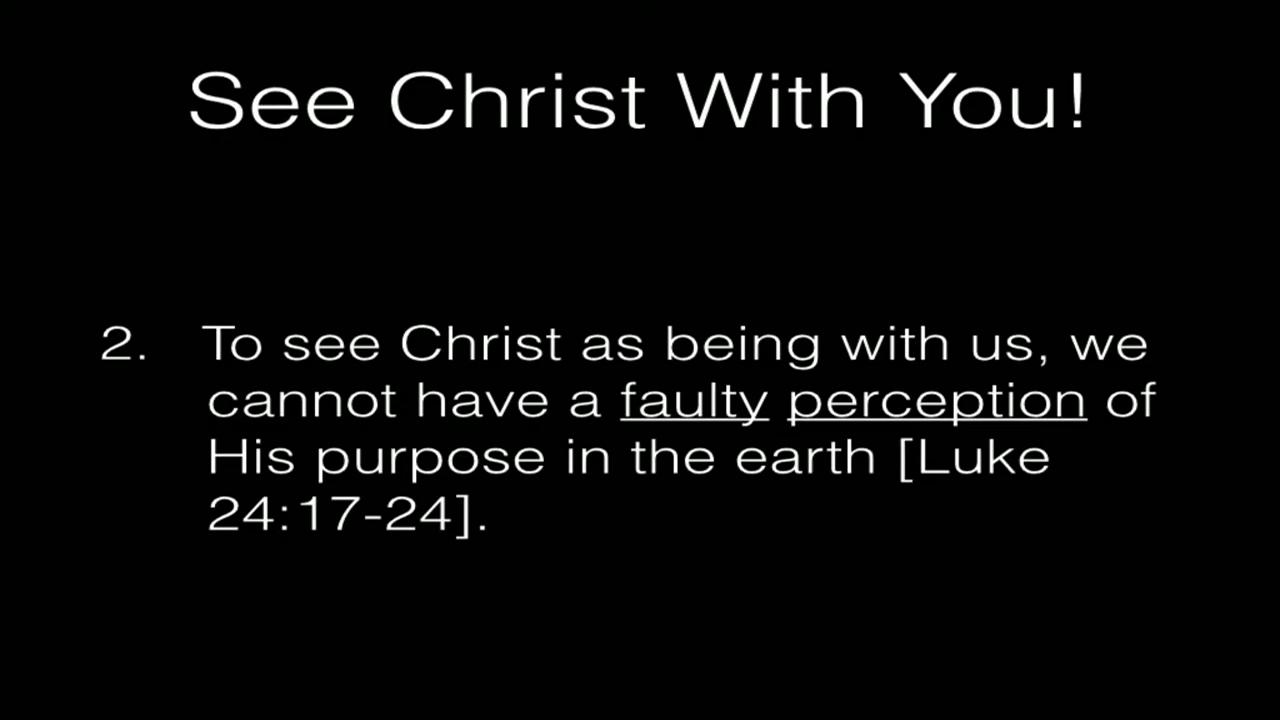 See Christ With You!
2. To see Christ as being with us, we
cannot have a faulty perception of
His purpose in the earth [Luke
24:17-24].